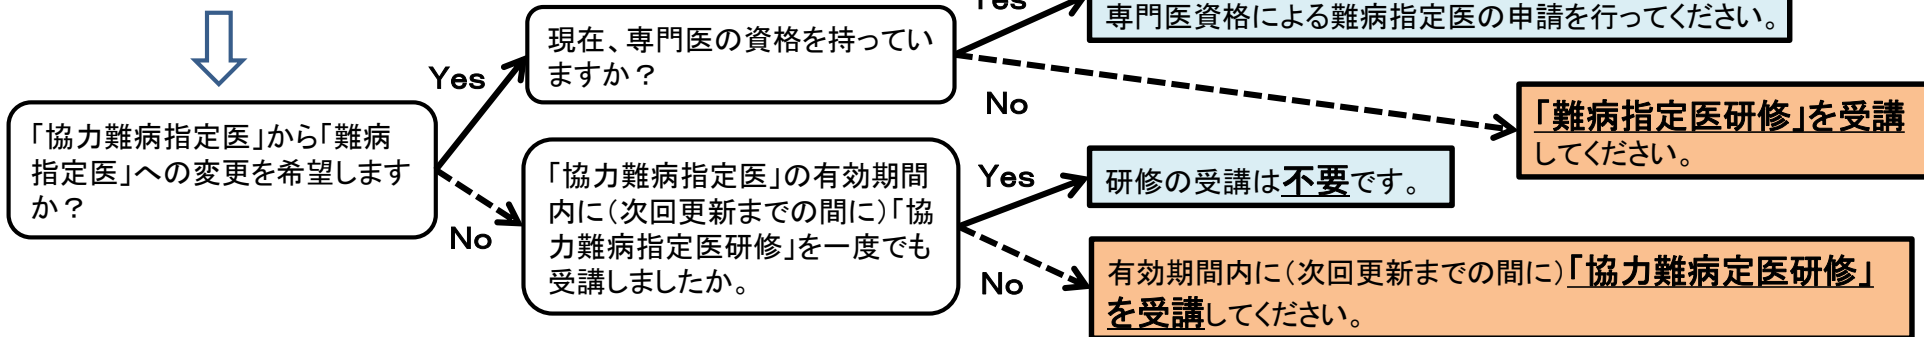 Yes
専門医資格による難病指定医の申請を行ってください。
現在、専門医の資格を持ってい
ますか？
Yes
No
「難病指定医研修」を受講
してください。
「協力難病指定医」から「難病
指定医」への変更を希望します
か？
No
「協力難病指定医」の有効期間
内に（次回更新までの間に）「協
力難病指定医研修」を一度でも
受講しましたか。
Yes
研修の受講は不要です。
No
有効期間内に（次回更新までの間に）「協力難病定医研修」
を受講してください。